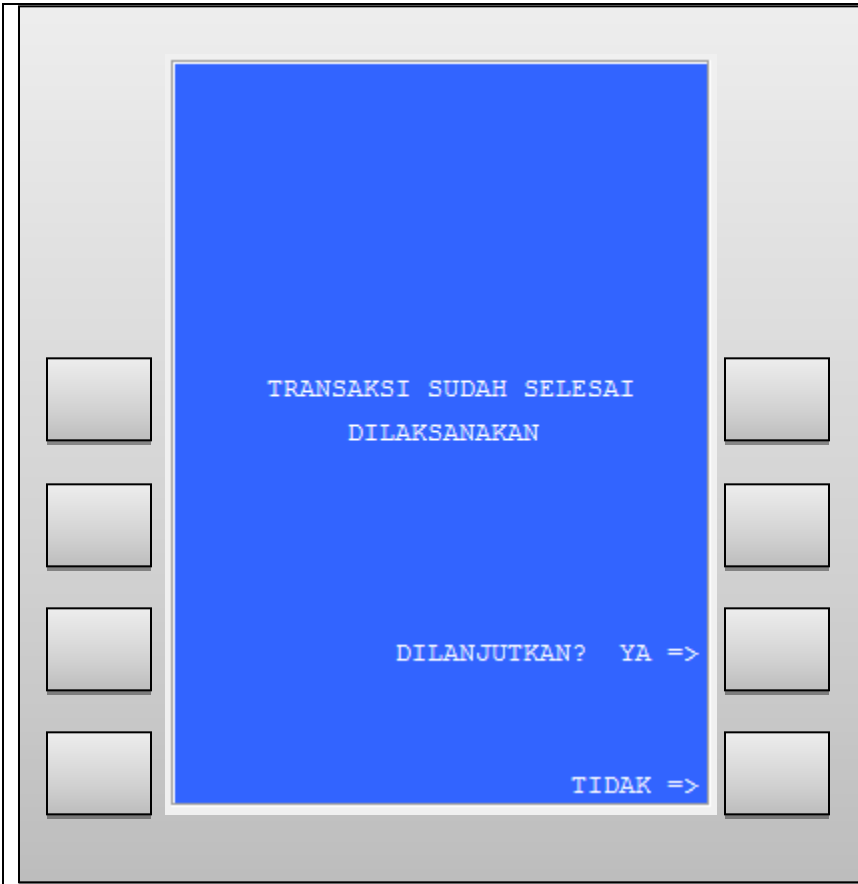 TRANSAKSI SUDAH SELESAI
DILAKSANAKAN
DILANJUTKAN? YA =>
TIDAK =>